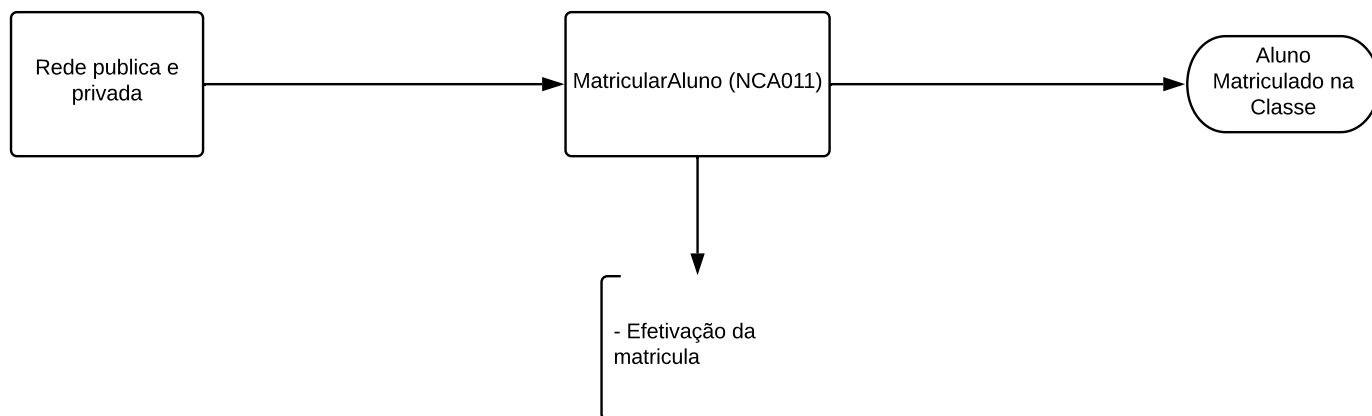 Rede publica e
privada
MatricularAluno (NCA011)
Aluno
Matriculado na
Classe
- Efetivação da
matricula